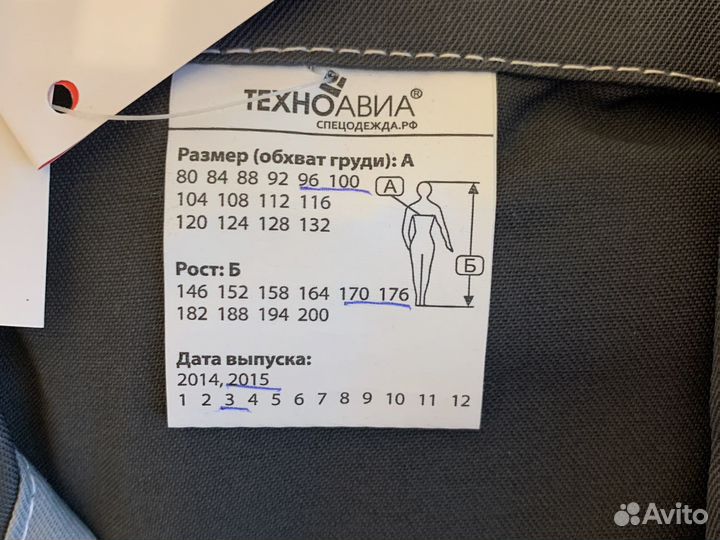 ТЕХНОАВИА®
СПЕЦОДЕЖДА.РФ
Размер (обхват груди): А
80 84 88 92 96 100
104 108 112 116
120 124 128 132
А
Рост: Б
146 152 158 164 170 176
182 188 194 200
Б
Дата выпуска:
2014, 2015
1 2 3 4 5 6 7 8 9 10 11 12
Avito